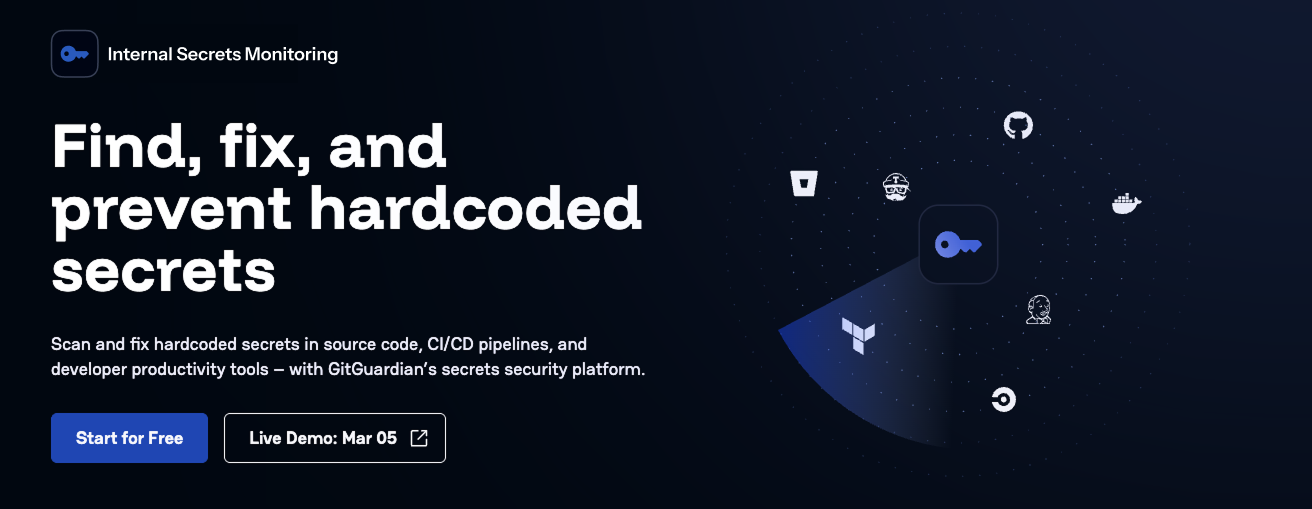 Internal Secrets Monitoring
Find, fix, and
prevent hardcoded
secrets
Scan and fix hardcoded secrets in source code, CI/CD pipelines, and
developer productivity tools – with GitGuardian’s secrets security platform.
Start for Free
Live Demo: Mar 05